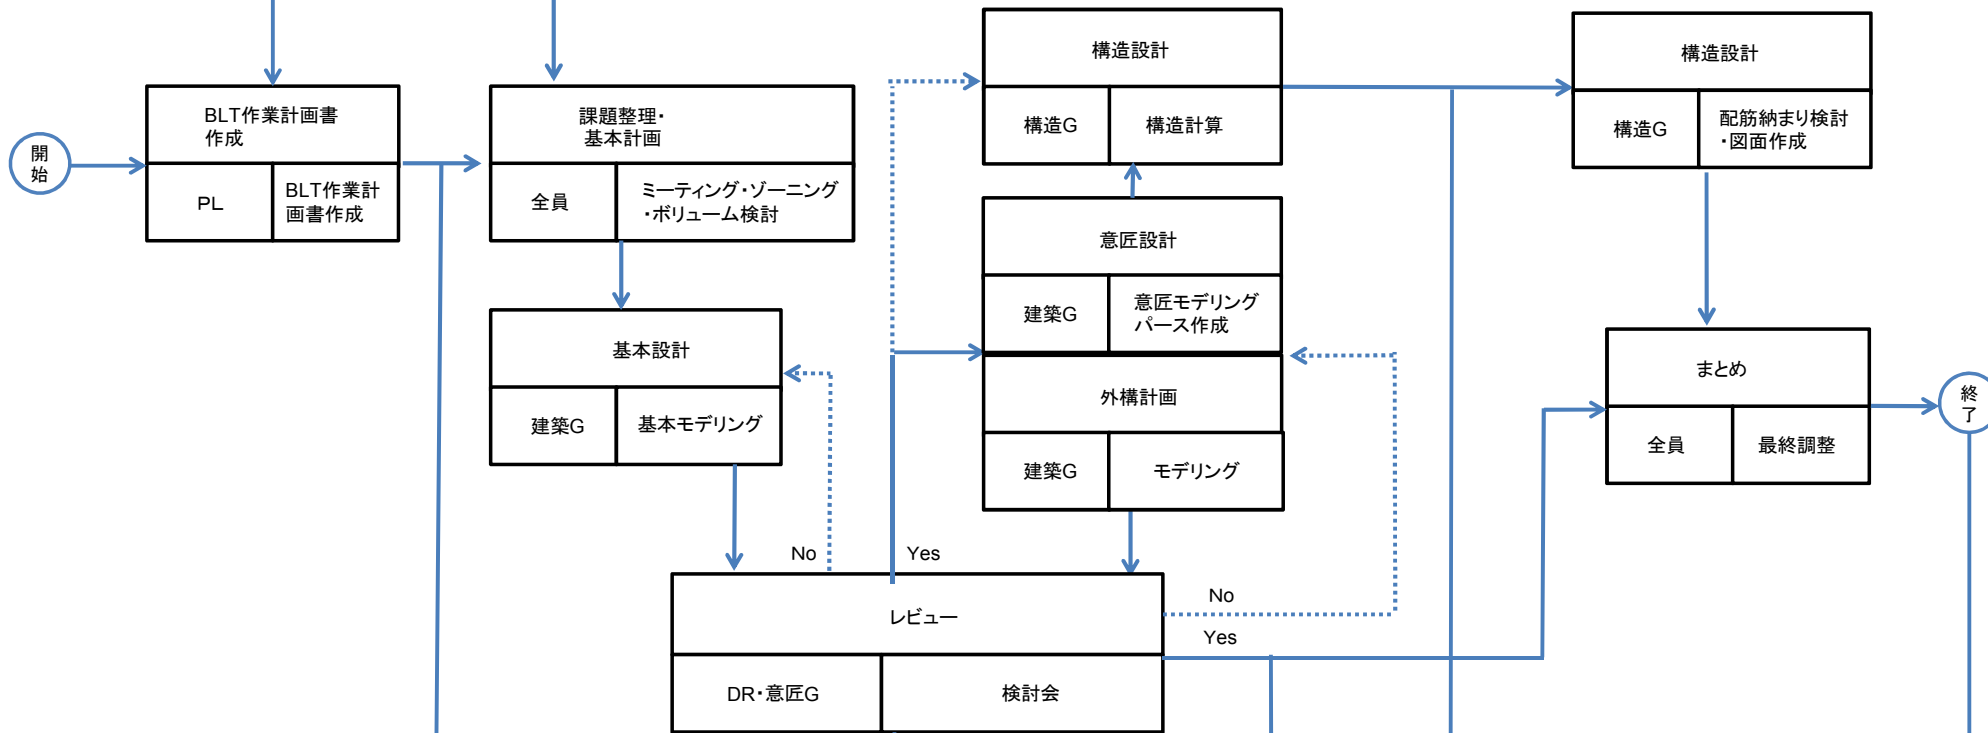 開
始
BLT作業計画書
作成
PL
BLT作業計
画書作成
課題整理・
基本計画
全員
ミーティング・ゾーニング
・ボリューム検討
基本設計
建築G
基本モデリング
No
Yes
構造設計
構造G
構造計算
意匠設計
建築G
意匠モデリング
パース作成
外構計画
建築G
モデリング
レビュー
DR・意匠G
検討会
No
Yes
構造設計
構造G
配筋納まり検討
・図面作成
まとめ
全員
最終調整
終
了